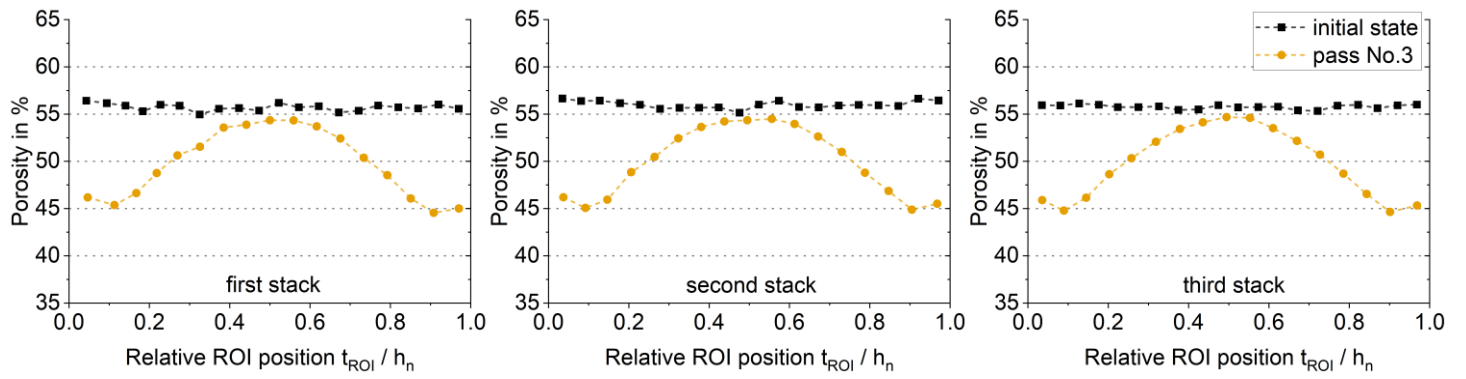 65
60
55
50
45
40
35
Porosity in %
first stack
0.0 0.2 0.4 0.6 0.8 1.0
Relative ROI position tROI / hn
65
60
55
50
45
40
35
Porosity in %
second stack
0.0 0.2 0.4 0.6 0.8 1.0
Relative ROI position tROI / hn
65
60
55
50
45
40
35
Porosity in %
initial state
pass No.3
third stack
0.0 0.2 0.4 0.6 0.8 1.0
Relative ROI position tROI / hn